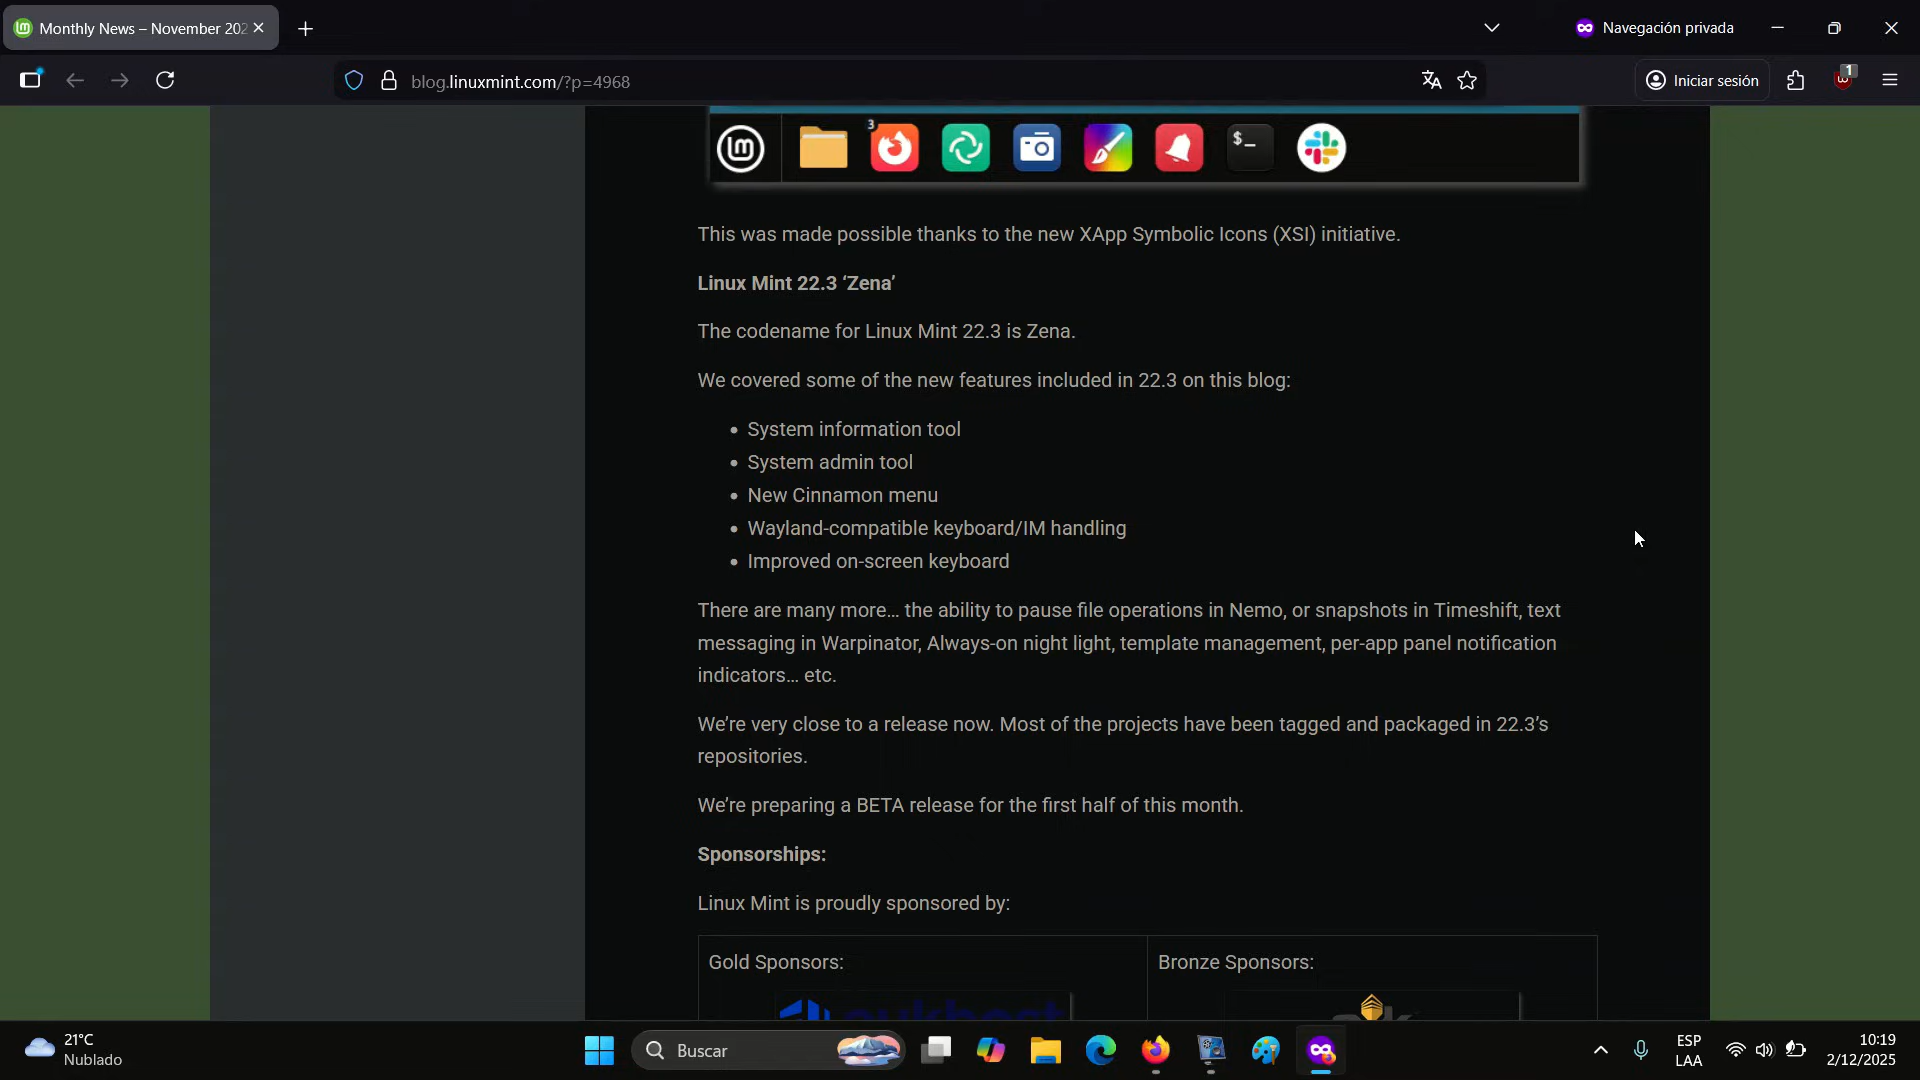 Monthly News – November 202
Navegación privada
blog.linuxmint.com/?p=4968
Iniciar sesión
1
3
$_
This was made possible thanks to the new XApp Symbolic Icons (XSI) initiative.
Linux Mint 22.3 ‘Zena’
The codename for Linux Mint 22.3 is Zena.
We covered some of the new features included in 22.3 on this blog:
• System information tool
• System admin tool
• New Cinnamon menu
• Wayland-compatible keyboard/IM handling
• Improved on-screen keyboard
There are many more… the ability to pause file operations in Nemo, or snapshots in Timeshift, text
messaging in Warpinator, Always-on night light, template management, per-app panel notification
indicators… etc.
We’re very close to a release now. Most of the projects have been tagged and packaged in 22.3’s
repositories.
We’re preparing a BETA release for the first half of this month.
Sponsorships:
Linux Mint is proudly sponsored by:
Gold Sponsors:
Bronze Sponsors:
21°C
Nublado
Buscar
ESP
LAA
10:19
2/12/2025